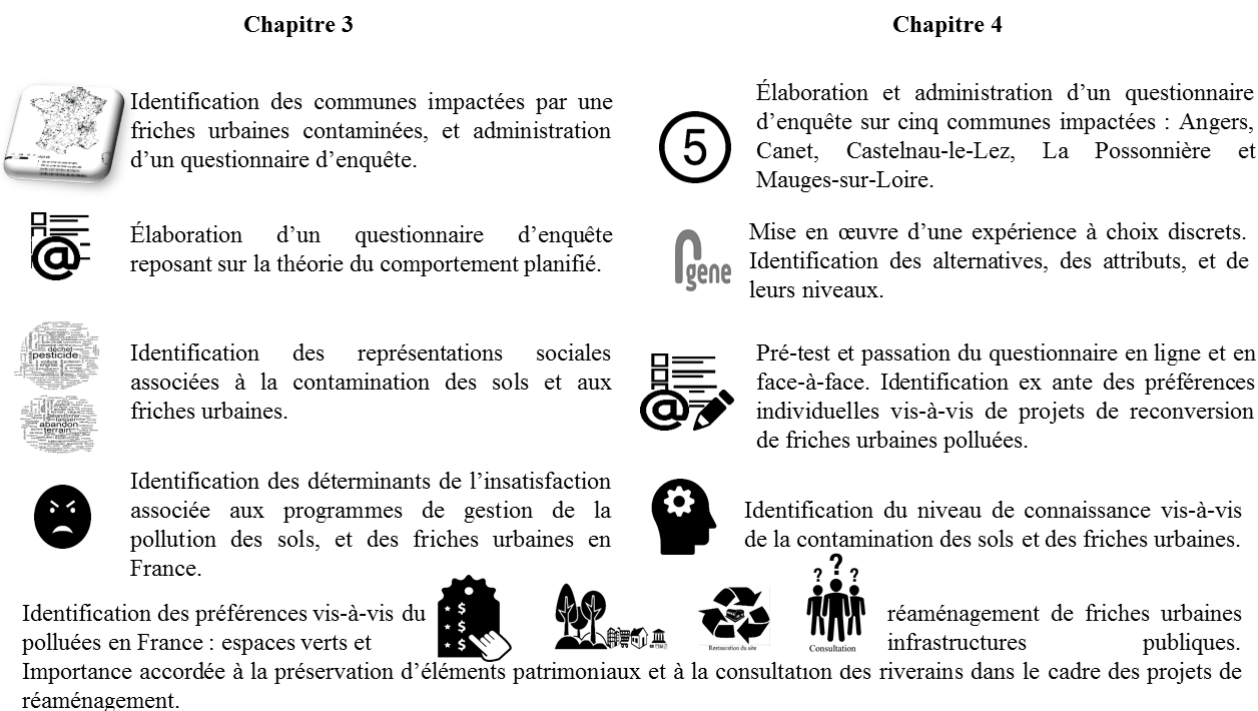 Chapitre 3
Identification des communes impactées par une
friches urbaines contaminées, et administration
d'un questionnaire d'enquête.
Élaboration d'un questionnaire d'enquête
reposant sur la théorie du comportement planifié.
déchet
pesticide
abandon
terrain
Identification des représentations sociales
associées à la contamination des sols et aux
friches urbaines.
Identification des déterminants de l'insatisfaction
associée aux programmes de gestion de la
pollution des sols, et des friches urbaines en
France.
Chapitre 4
5
Élaboration et administration d'un questionnaire
d'enquête sur cinq communes impactées : Angers,
Canet, Castelnau-le-Lez, La Possonnière et
Mauges-sur-Loire.
ngene
Mise en œuvre d'une expérience à choix discrets.
Identification des alternatives, des attributs, et de
leurs niveaux.
Pré-test et passation du questionnaire en ligne et en
face-à-face. Identification ex ante des préférences
individuelles vis-à-vis de projets de reconversion
de friches urbaines polluées.
Identification du niveau de connaissance vis-à-vis
de la contamination des sols et des friches urbaines.
Identification des préférences vis-à-vis du réaménagement de friches urbaines
polluées en France : espaces verts et infrastructures publiques.
Restauration du site
Consultation
Importance accordée à la préservation d'éléments patrimoniaux et à la consultation des riverains dans le cadre des projets de
réaménagement.